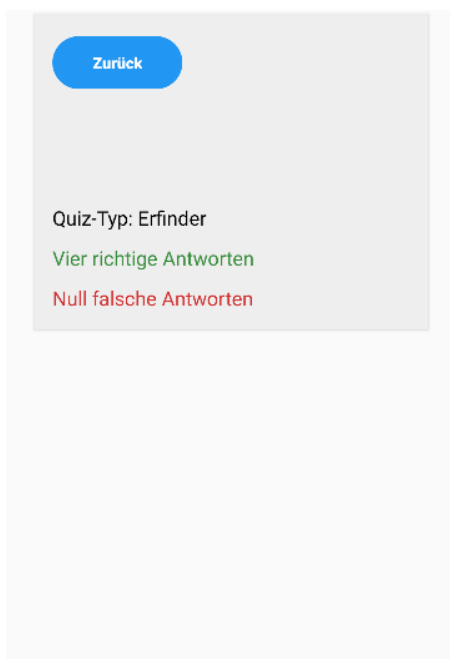 Zurück
Quiz-Typ: Erfinder
Vier richtige Antworten
Null falsche Antworten